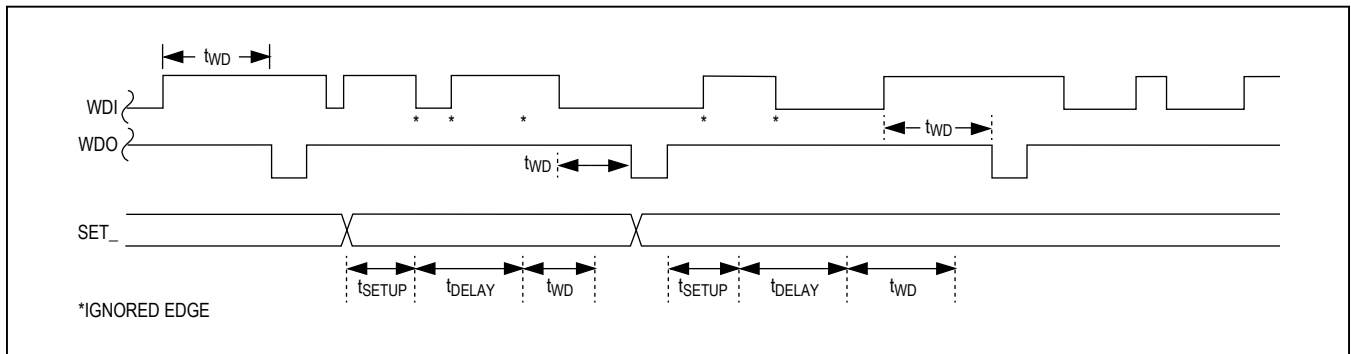 tWD
WDI
* * * * *
tWD
WDO
tWD
SET_
tSETUP tDELAY tWD tSETUP tDELAY tWD
*IGNORED EDGE